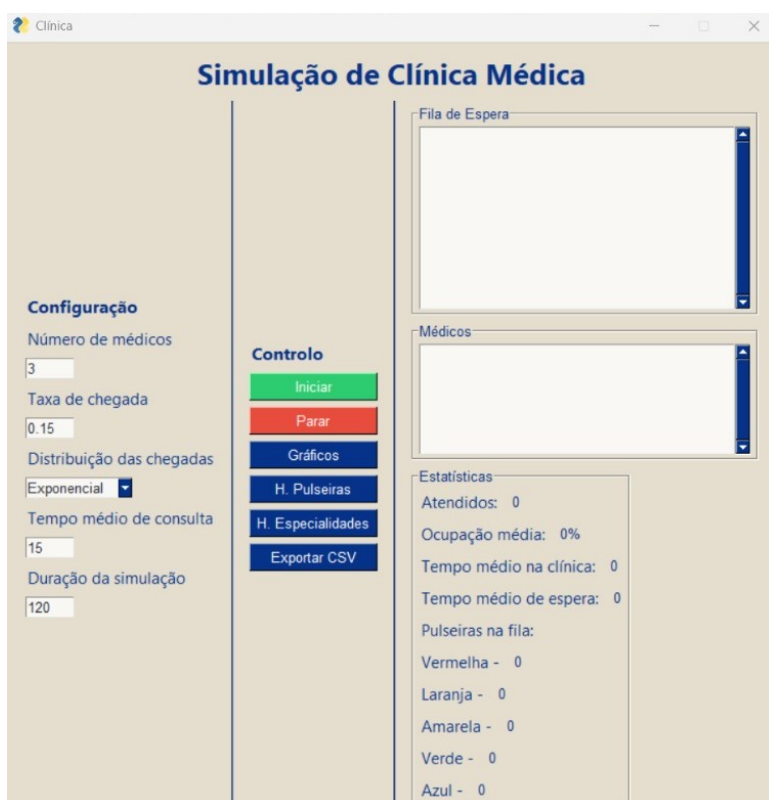 Clínica
Simulação de Clínica Médica
Configuração
Número de médicos
3
Taxa de chegada
0.15
Distribuição das chegadas
Exponencial
Tempo médio de consulta
15
Duração da simulação
120
Controlo
Iniciar
Parar
Gráficos
H. Pulseiras
H. Especialidades
Exportar CSV
Fila de Espera
Médicos
Estatísticas
Atendidos: 0
Ocupação média: 0%
Tempo médio na clínica: 0
Tempo médio de espera: 0
Pulseiras na fila:
Vermelha - 0
Laranja - 0
Amarela - 0
Verde - 0
Azul - 0